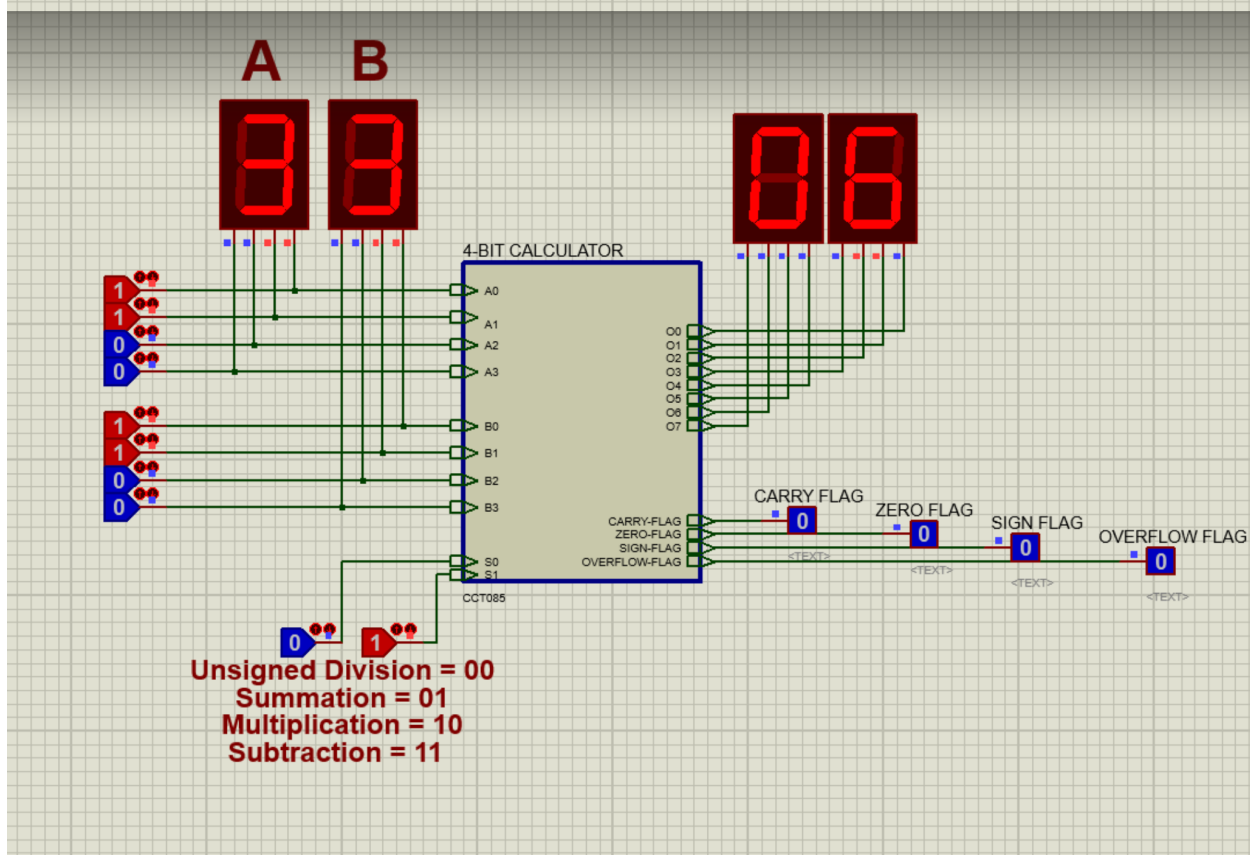 A B
3 3
06
4-BIT CALCULATOR
1
1
0
0
1
1
0
0
A0
A1
A2
A3
B0
B1
B2
B3
S0
S1
O0
O1
O2
O3
O4
O5
O6
O7
CARRY-FLAG
ZERO-FLAG
SIGN-FLAG
OVERFLOW-FLAG
CCT085
CARRY FLAG
0
<TEXT>
ZERO FLAG
0
<TEXT>
SIGN FLAG
0
<TEXT>
OVERFLOW FLAG
0
<TEXT>
0 1
Unsigned Division = 00
Summation = 01
Multiplication = 10
Subtraction = 11